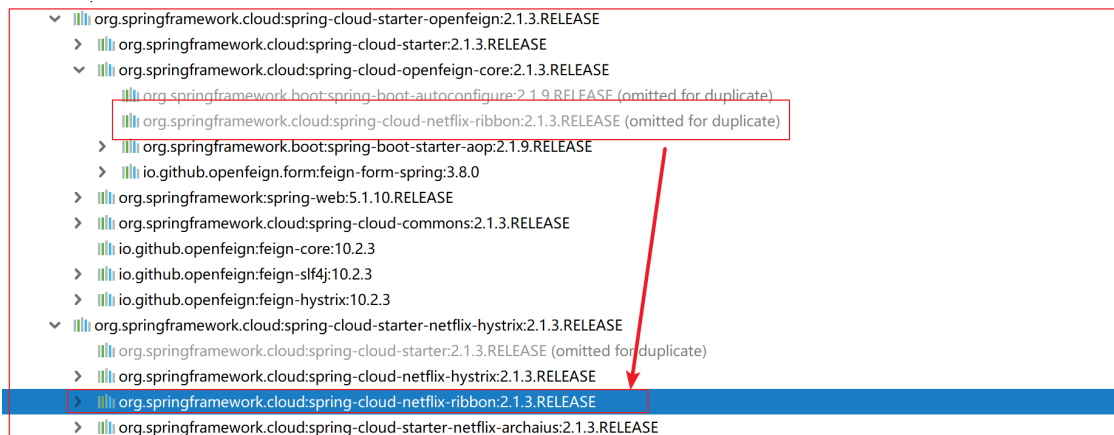 org.springframework.cloud:spring-cloud-starter-openfeign:2.1.3.RELEASE
org.springframework.cloud:spring-cloud-starter:2.1.3.RELEASE
org.springframework.cloud:spring-cloud-openfeign-core:2.1.3.RELEASE
org.springframework.boot:spring-boot-autoconfigure:2.1.9.RELEASE (omitted for duplicate)
org.springframework.cloud:spring-cloud-netflix-ribbon:2.1.3.RELEASE (omitted for duplicate)
org.springframework.boot:spring-boot-starter-aop:2.1.9.RELEASE
io.github.openfeign.form:feign-form-spring:3.8.0
org.springframework:spring-web:5.1.10.RELEASE
org.springframework.cloud:spring-cloud-commons:2.1.3.RELEASE
io.github.openfeign:feign-core:10.2.3
io.github.openfeign:feign-slf4j:10.2.3
io.github.openfeign:feign-hystrix:10.2.3
org.springframework.cloud:spring-cloud-starter-netflix-hystrix:2.1.3.RELEASE
org.springframework.cloud:spring-cloud-starter:2.1.3.RELEASE (omitted for duplicate)
org.springframework.cloud:spring-cloud-netflix-hystrix:2.1.3.RELEASE
org.springframework.cloud:spring-cloud-netflix-ribbon:2.1.3.RELEASE
org.springframework.cloud:spring-cloud-starter-netflix-archaius:2.1.3.RELEASE